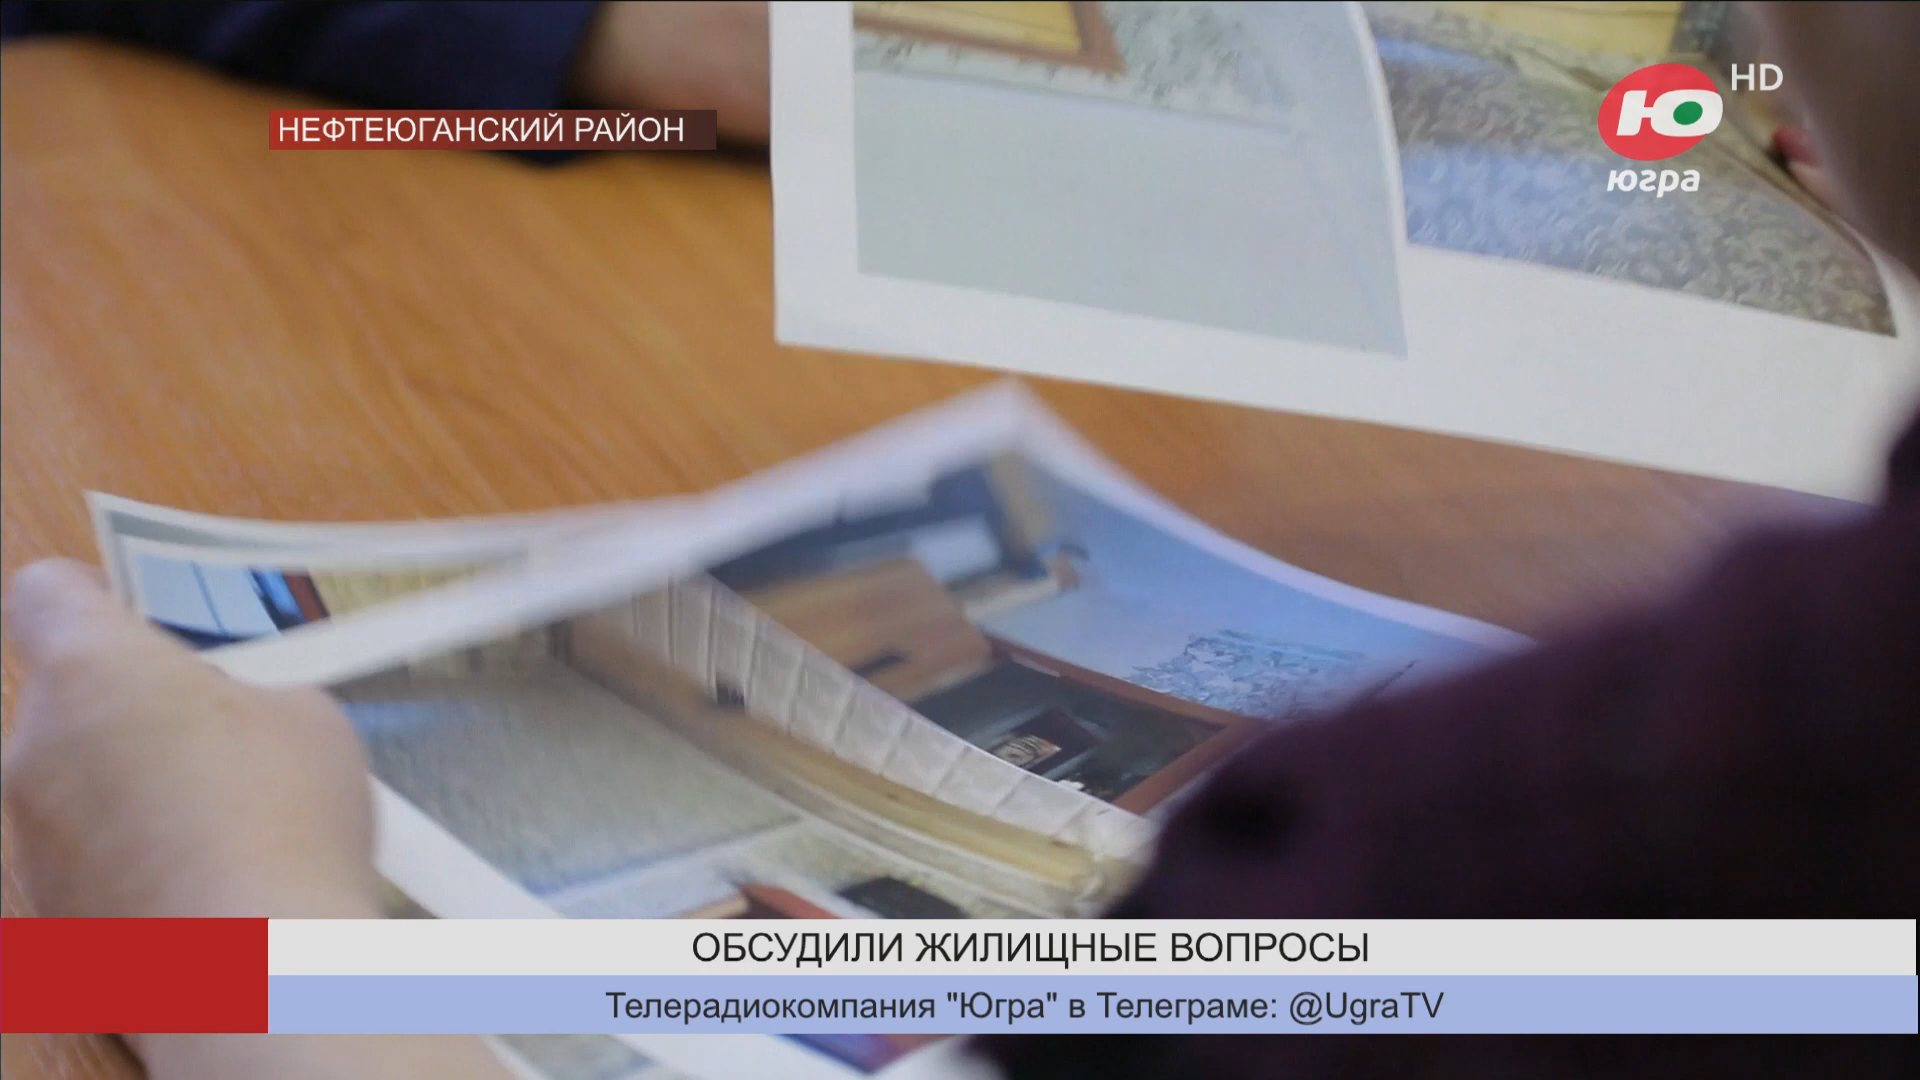 НЕФТЕЮГАНСКИЙ РАЙОН
Ю HD
югра
ОБСУДИЛИ ЖИЛИЩНЫЕ ВОПРОСЫ
Телерадиокомпания "Югра" в Телеграме: @UgraTV